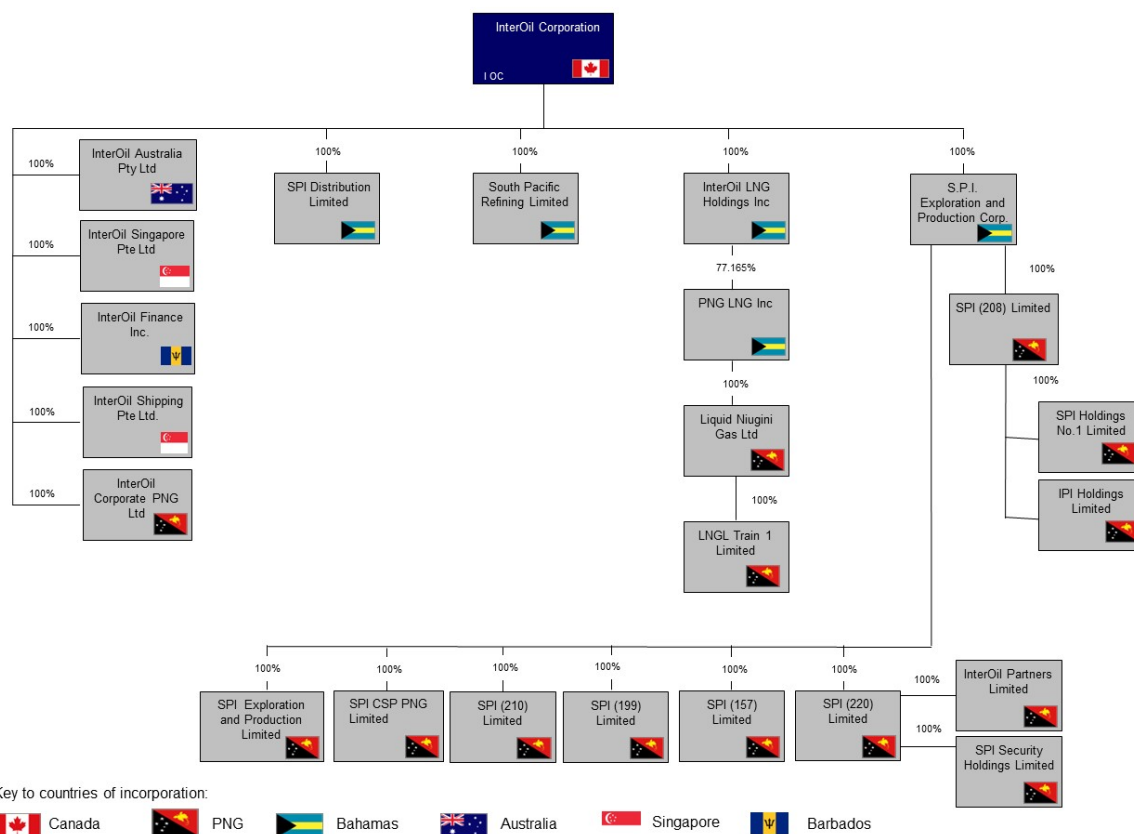 InterOil Corporation
I OC
100%
InterOil Australia
Pty Ltd
100%
InterOil Singapore
Pte Ltd
100%
InterOil Finance
Inc.
100%
InterOil Shipping
Pte Ltd.
100%
InterOil
Corporate PNG
Ltd
100%
SPI Distribution
Limited
100%
South Pacific
Refining Limited
100%
InterOil LNG
Holdings Inc
77.165%
PNG LNG Inc
100%
Liquid Niugini
Gas Ltd
100%
LNGL Train 1
Limited
100%
S.P.I.
Exploration and
Production Corp.
100%
SPI (208) Limited
100%
SPI Holdings
No.1 Limited
IPI Holdings
Limited
100%
SPI Exploration
and Production
Limited
100%
SPI CSP PNG
Limited
100%
SPI (210)
Limited
100%
SPI (199)
Limited
100%
SPI (157)
Limited
100%
SPI (220)
Limited
100%
InterOil Partners
Limited
100%
SPI Security
Holdings Limited
Key to countries of incorporation:
Canada PNG Bahamas Australia Singapore Barbados